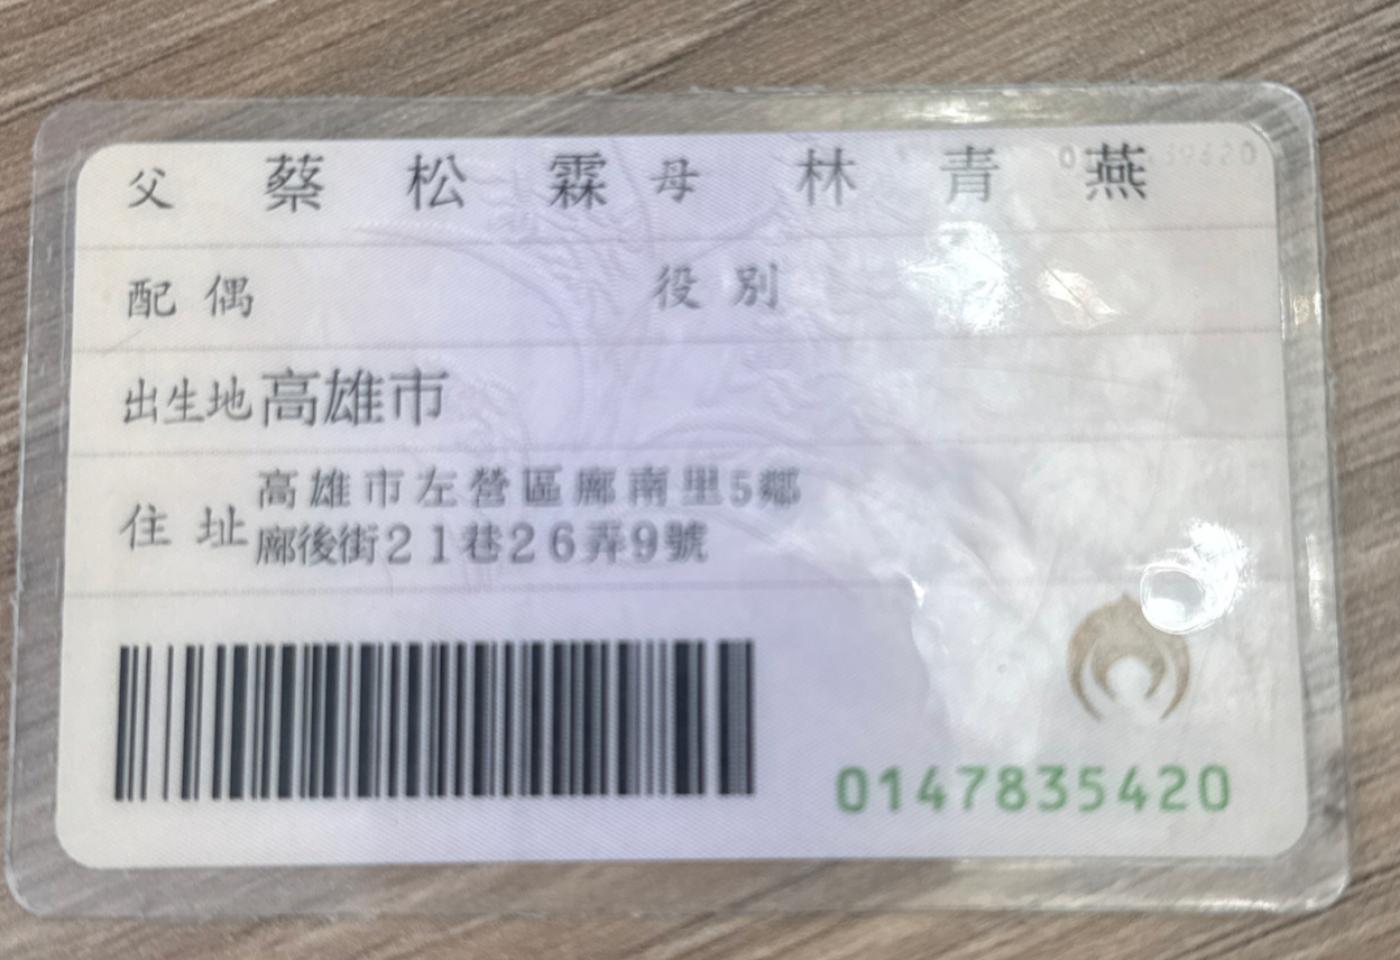 父 蔡松霖 母 林青燕
配偶 役別
出生地 高雄市
住址 高雄市左營區廍南里5鄰
廍後街21巷26弄9號
0147835420